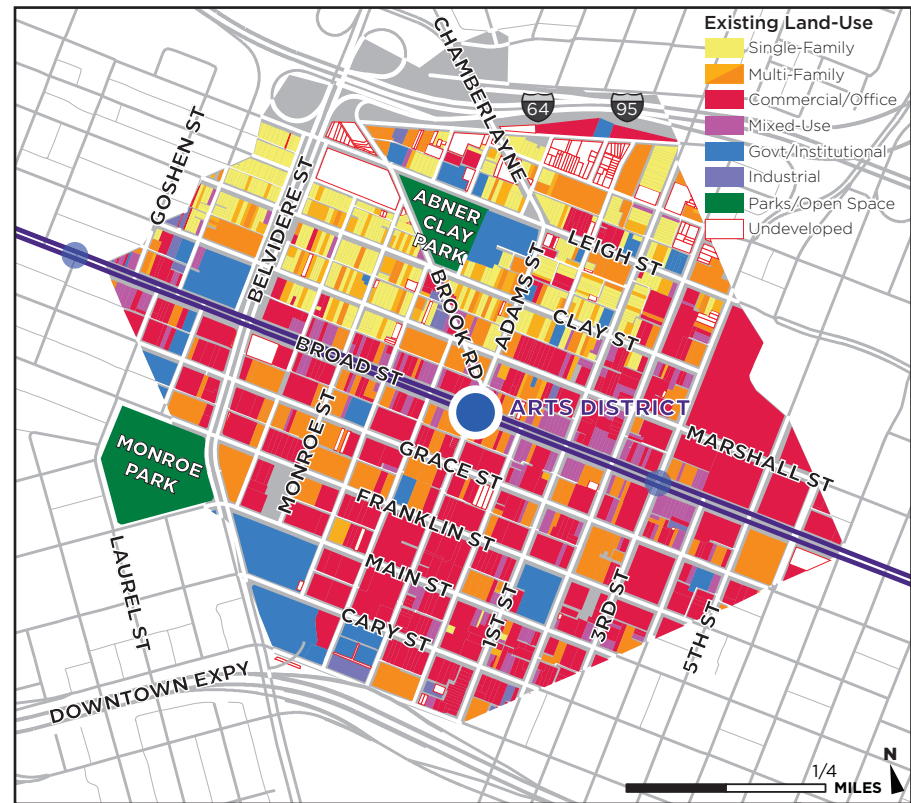 Existing Land-Use
Single-Family
Multi-Family
Commercial/Office
Mixed-Use
Govt/Institutional
Industrial
Parks/Open Space
Undeveloped
CHAMBERLAYNE
64
95
GOSHEN ST
BELVIDERE ST
ABNER
CLAY
PARK
LEIGH ST
ADAMS ST
BROOK RD
CLAY ST
BROAD ST
ARTS DISTRICT
MONROE ST
MARSHALL ST
MONROE
PARK
GRACE ST
FRANKLIN ST
MAIN ST
LAUREL ST
CARY ST
1ST ST
3RD ST
5TH ST
DOWNTOWN EXPY
N
1/4
MILES